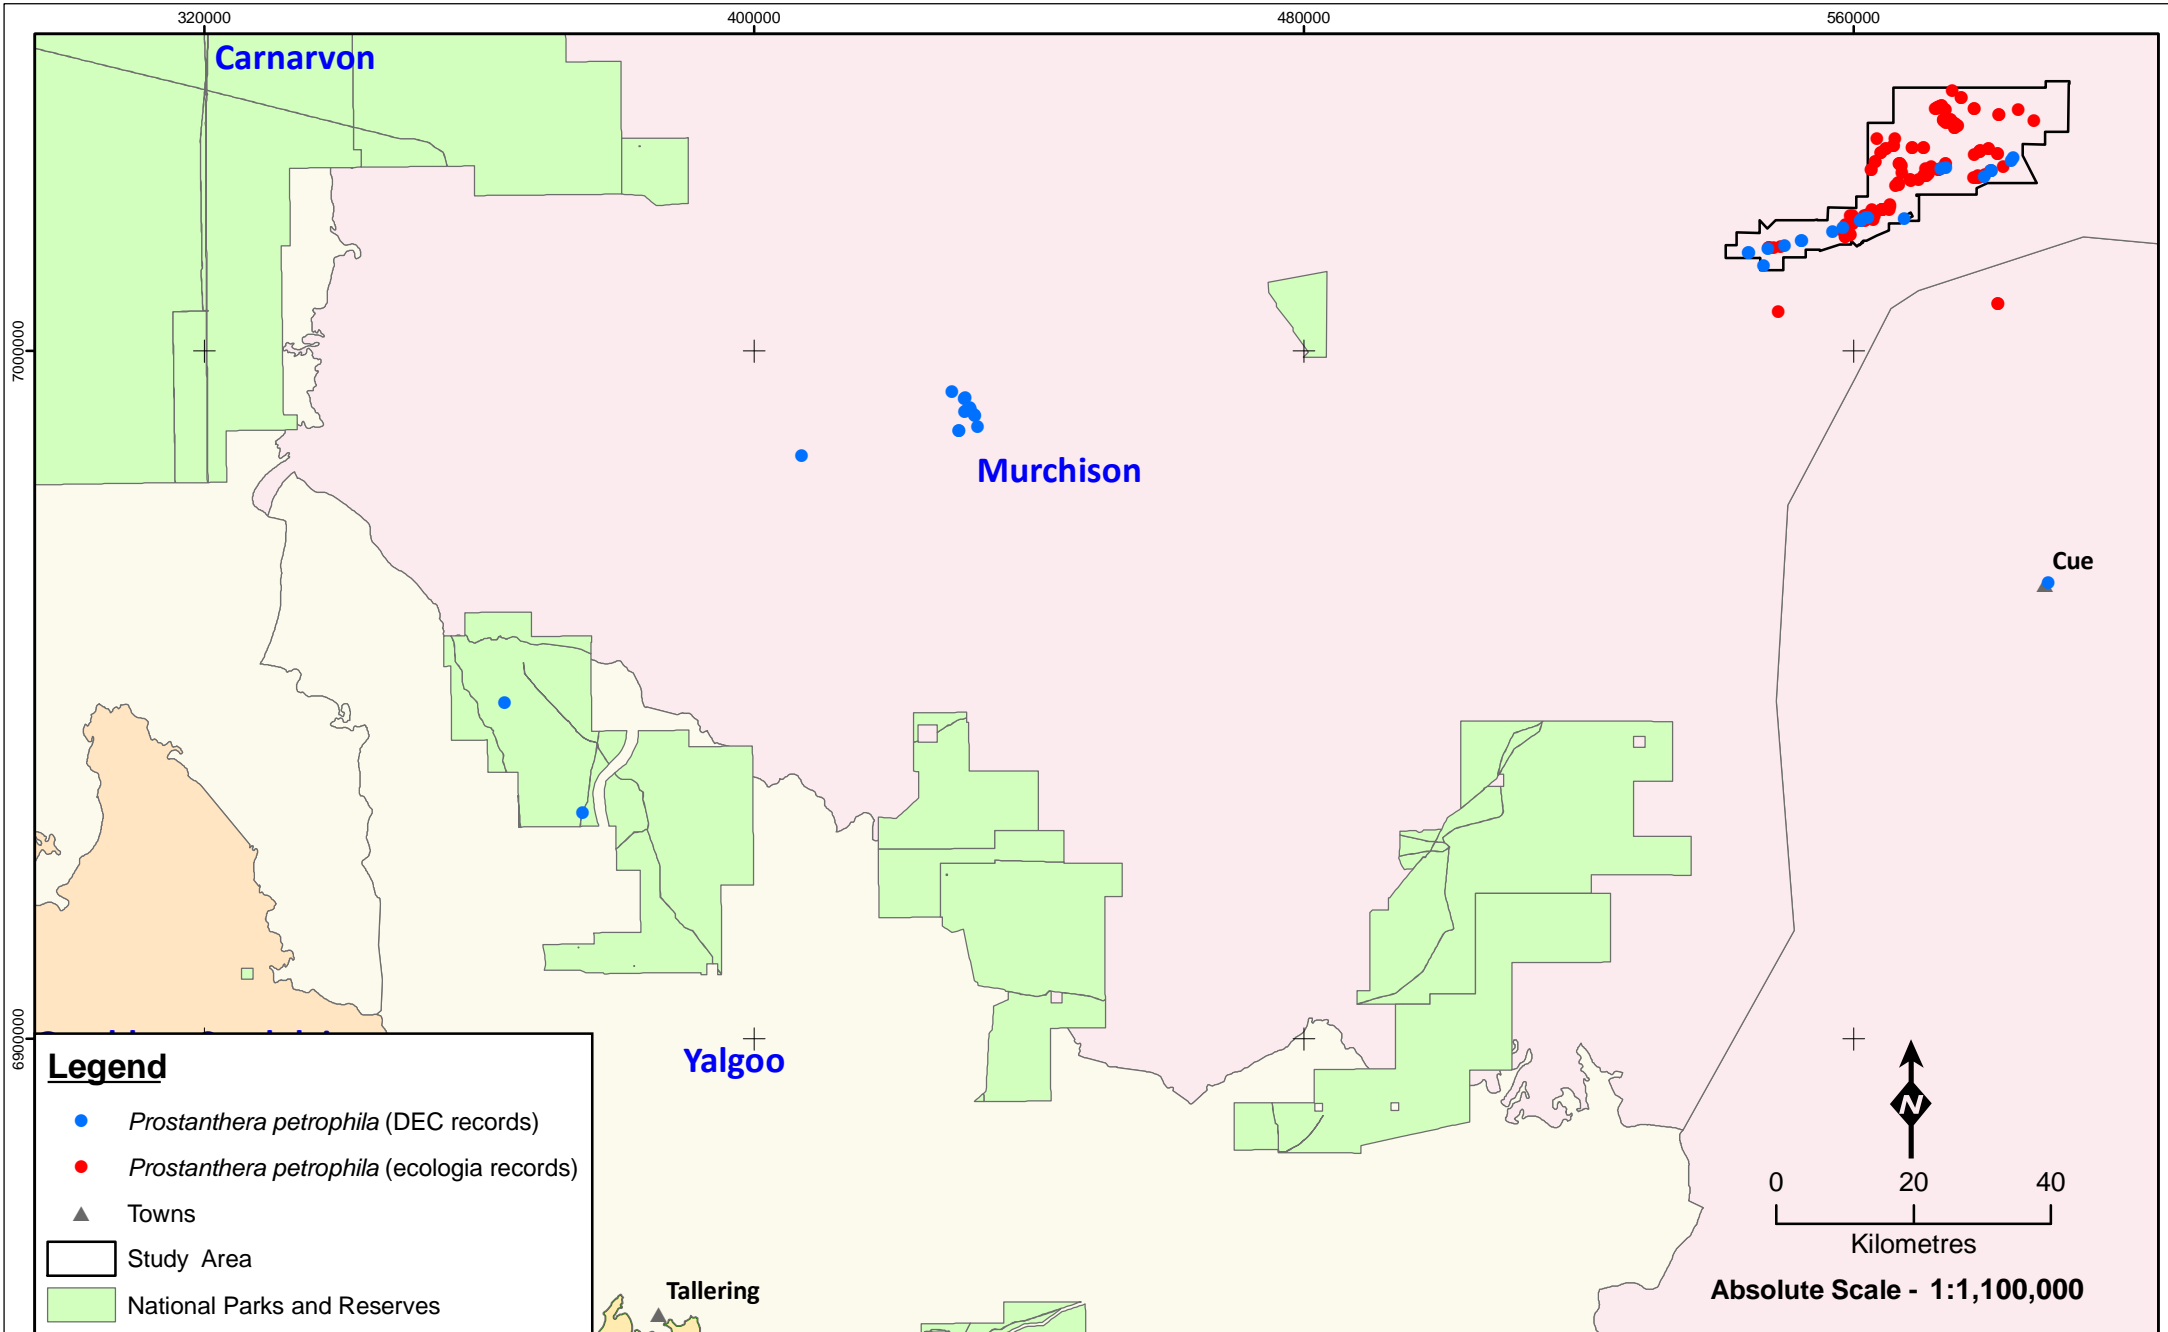 320000 400000 480000 560000
Carnarvon
7000000
Murchison
Cue
6900000
Yalgoo
Legend
Prostanthera petrophila (DEC records)
Prostanthera petrophila (ecologia records)
Towns
Study Area
National Parks and Reserves
Tallering
N
0 20 40
Kilometres
Absolute Scale - 1:1,100,000